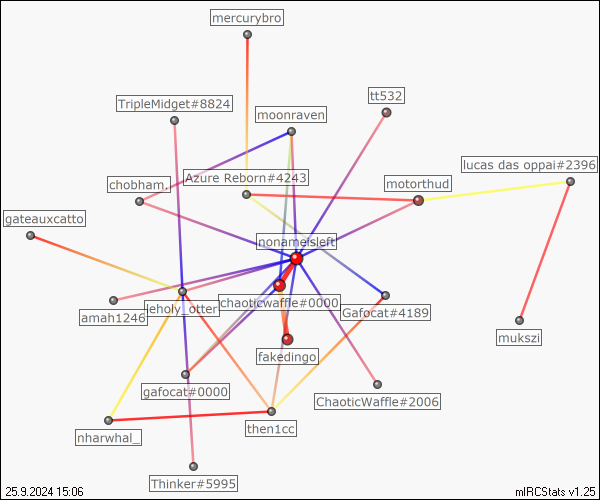 mercurybro
TripleMidget#8824
tt532
moonraven
lucas das oppai#2396
Azure Reborn#4243
motorthud
chobham.
gateauxcatto
nonameisleft
chaoticwaffle#0000
leholy_otter
amah1246
Gafocat#4189
mukszi
fakedingo
gafocat#0000
ChaoticWaffle#2006
then1cc
nharwhal_
Thinker#5995
25.9.2024 15:06
mIRCStats v1.25